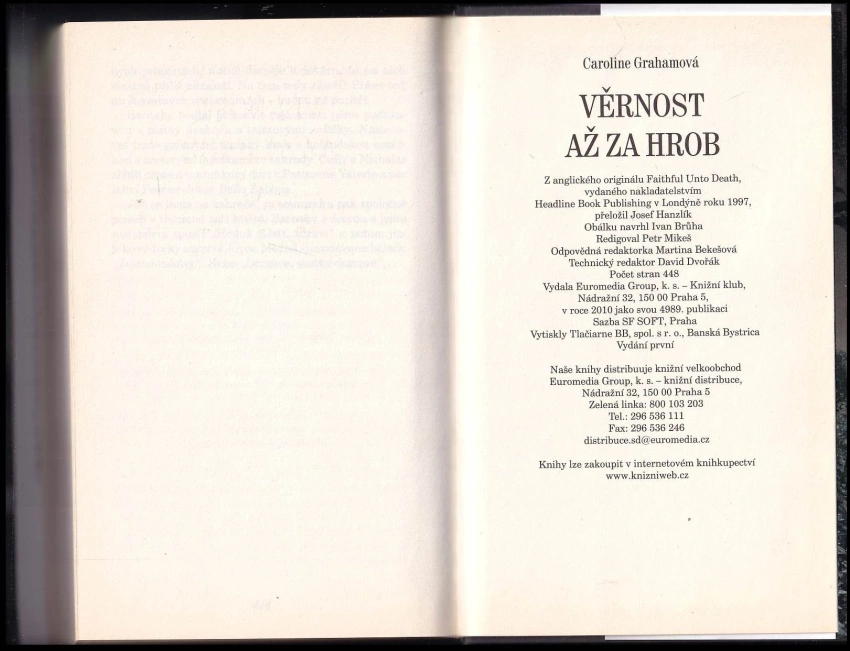 Caroline Grahamová
VĚRNOST
AŽ ZA HROB
Z anglického originálu Faithful Unto Death,
vydaného nakladatelstvím
Headline Book Publishing v Londýně roku 1997,
přeložil Josef Hanzlík
Obálku navrhl Ivan Brůha
Redigoval Petr Mikeš
Odpovědná redaktorka Martina Bekešová
Technický redaktor David Dvořák
Počet stran 448
Vydala Euromedia Group, k. s. – Knižní klub,
Nádražní 32, 150 00 Praha 5,
v roce 2010 jako svou 4989. publikaci
Sazba SF SOFT, Praha
Vytiskly Tlačiarne BB, spol. s r. o., Banská Bystrica
Vydání první
Naše knihy distribuuje knižní velkoobchod
Euromedia Group, k. s. – knižní distribuce,
Nádražní 32, 150 00 Praha 5
Zelená linka: 800 103 203
Tel.: 296 536 111
Fax: 296 536 246
distribuce.sd@euromedia.cz
Knihy lze zakoupit v internetovém knihkupectví
www.knizniweb.cz